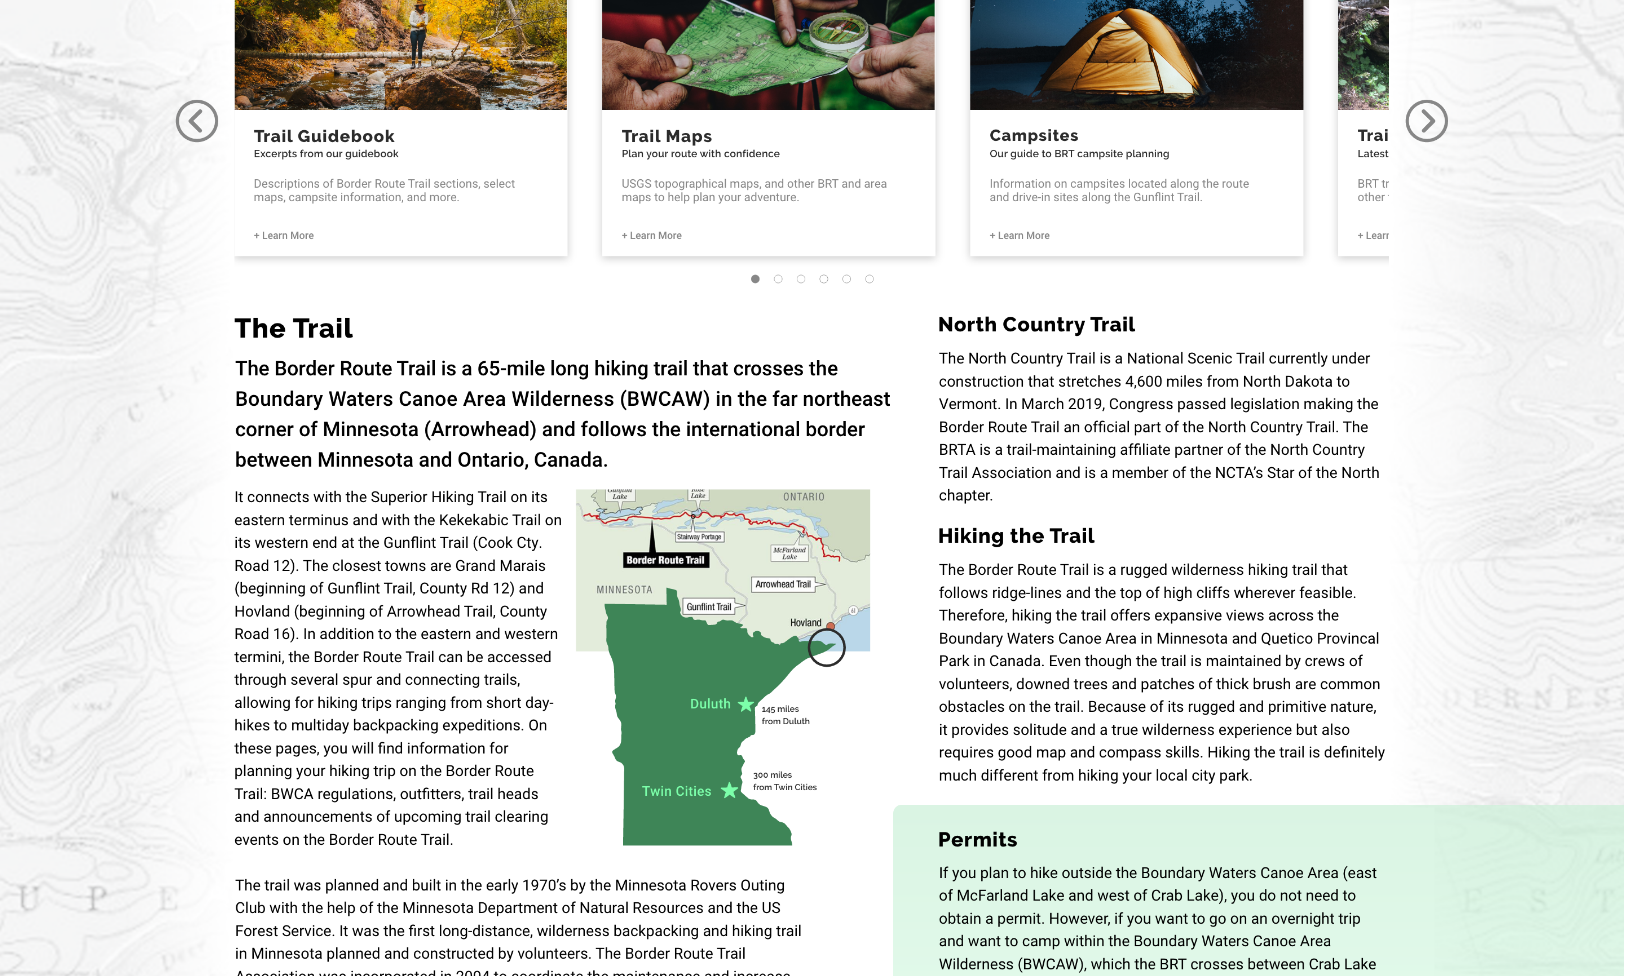 Lake
Trail Guidebook
Excerpts from our guidebook
Descriptions of Border Route Trail sections, select
maps, campsite information, and more.
+ Learn More
Trail Maps
Plan your route with confidence
USGS topographical maps, and other BRT and area
maps to help plan your adventure.
+ Learn More
Campsites
Our guide to BRT campsite planning
Information on campsites located along the route
and drive-in sites along the Gunflint Trail.
+ Learn More
Trai
Latest
BRT tr
other
+ Lear
The Trail
The Border Route Trail is a 65-mile long hiking trail that crosses the
Boundary Waters Canoe Area Wilderness (BWCAW) in the far northeast
corner of Minnesota (Arrowhead) and follows the international border
between Minnesota and Ontario, Canada.
It connects with the Superior Hiking Trail on its
eastern terminus and with the Kekekabic Trail on
its western end at the Gunflint Trail (Cook Cty.
Road 12). The closest towns are Grand Marais
(beginning of Gunflint Trail, County Rd 12) and
Hovland (beginning of Arrowhead Trail, County
Road 16). In addition to the eastern and western
termini, the Border Route Trail can be accessed
through several spur and connecting trails,
allowing for hiking trips ranging from short day-
hikes to multiday backpacking expeditions. On
these pages, you will find information for
planning your hiking trip on the Border Route
Trail: BWCA regulations, outfitters, trail heads
and announcements of upcoming trail clearing
events on the Border Route Trail.
Lake
Lake
ONTARIO
Stairway Portage
McFarland
Lake
Border Route Trail
Arrowhead Trail
MINNESOTA
Gunflint Trail
61
Hovland
Duluth
145 miles
from Duluth
300 miles
from Twin Cities
Twin Cities
The trail was planned and built in the early 1970's by the Minnesota Rovers Outing
Club with the help of the Minnesota Department of Natural Resources and the US
Forest Service. It was the first long-distance, wilderness backpacking and hiking trail
in Minnesota planned and constructed by volunteers. The Border Route Trail
Association was incorporated in 2004 to coordinate the maintenance and increase
North Country Trail
The North Country Trail is a National Scenic Trail currently under
construction that stretches 4,600 miles from North Dakota to
Vermont. In March 2019, Congress passed legislation making the
Border Route Trail an official part of the North Country Trail. The
BRTA is a trail-maintaining affiliate partner of the North Country
Trail Association and is a member of the NCTA's Star of the North
chapter.
Hiking the Trail
The Border Route Trail is a rugged wilderness hiking trail that
follows ridge-lines and the top of high cliffs wherever feasible.
Therefore, hiking the trail offers expansive views across the
Boundary Waters Canoe Area in Minnesota and Quetico Provincal
Park in Canada. Even though the trail is maintained by crews of
volunteers, downed trees and patches of thick brush are common
obstacles on the trail. Because of its rugged and primitive nature,
it provides solitude and a true wilderness experience but also
requires good map and compass skills. Hiking the trail is definitely
much different from hiking your local city park.
Permits
If you plan to hike outside the Boundary Waters Canoe Area (east
of McFarland Lake and west of Crab Lake), you do not need to
obtain a permit. However, if you want to go on an overnight trip
and want to camp within the Boundary Waters Canoe Area
Wilderness (BWCAW), which the BRT crosses between Crab Lake
U P E